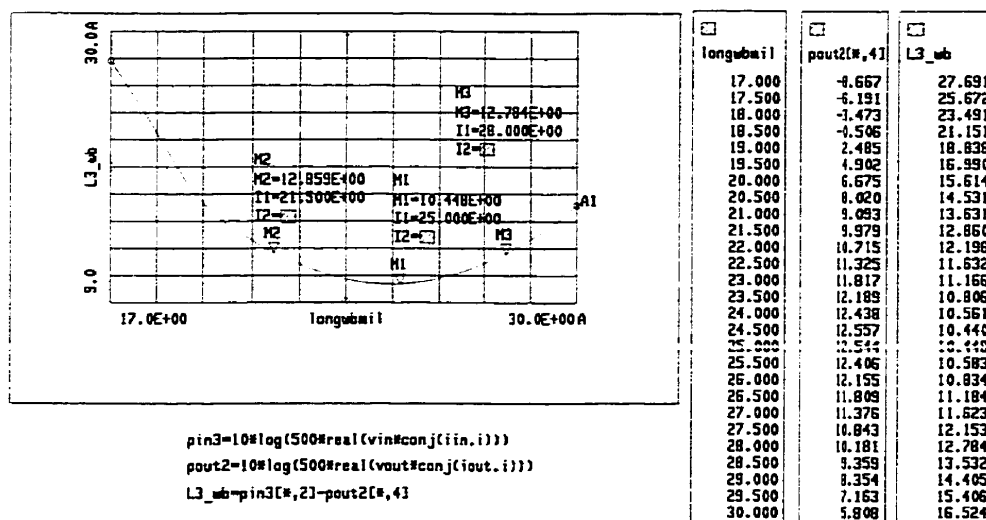 30.0 A
L3_wb
9.0
M3
M3=12.784E+00
I1=28.000E+00
I2=
M2
M2=12.859E+00
I1=21.500E+00
I2=
M1
M1=10.448E+00
I1=25.000E+00
I2=
A1
M2
M3
M1
17.0E+00 longwbmil 30.0E+00 A
pin3=10*log(500*real(vin*conj(iin.i)))
pout2=10*log(500*real(vout*conj(iout.i)))
L3_wb=pin3[*,2]-pout2[*,4]
longwbmil pout2[*,4] L3_wb
17.000 27.691
17.500 -6.191 25.672
18.000 23.491
18.500 21.151
19.000 2.485 18.838
19.500 4.902 16.990
20.000 6.675 15.614
20.500 8.020 14.531
21.000 9.093 13.631
21.500 9.979 12.860
22.000 10.715 12.196
22.500 11.325 11.632
23.000 11.817 11.166
23.500 12.189 10.806
24.000 12.438 10.561
24.500 12.557 10.440
25.000 12.544 10.448
25.500 12.406 10.583
26.000 12.155 10.834
26.500 11.809 11.184
27.000 11.376 11.623
27.500 10.843 12.153
28.000 10.181 12.784
28.500 9.359 13.532
29.000 8.354 14.405
29.500 7.163 15.406
30.000 5.808 16.524